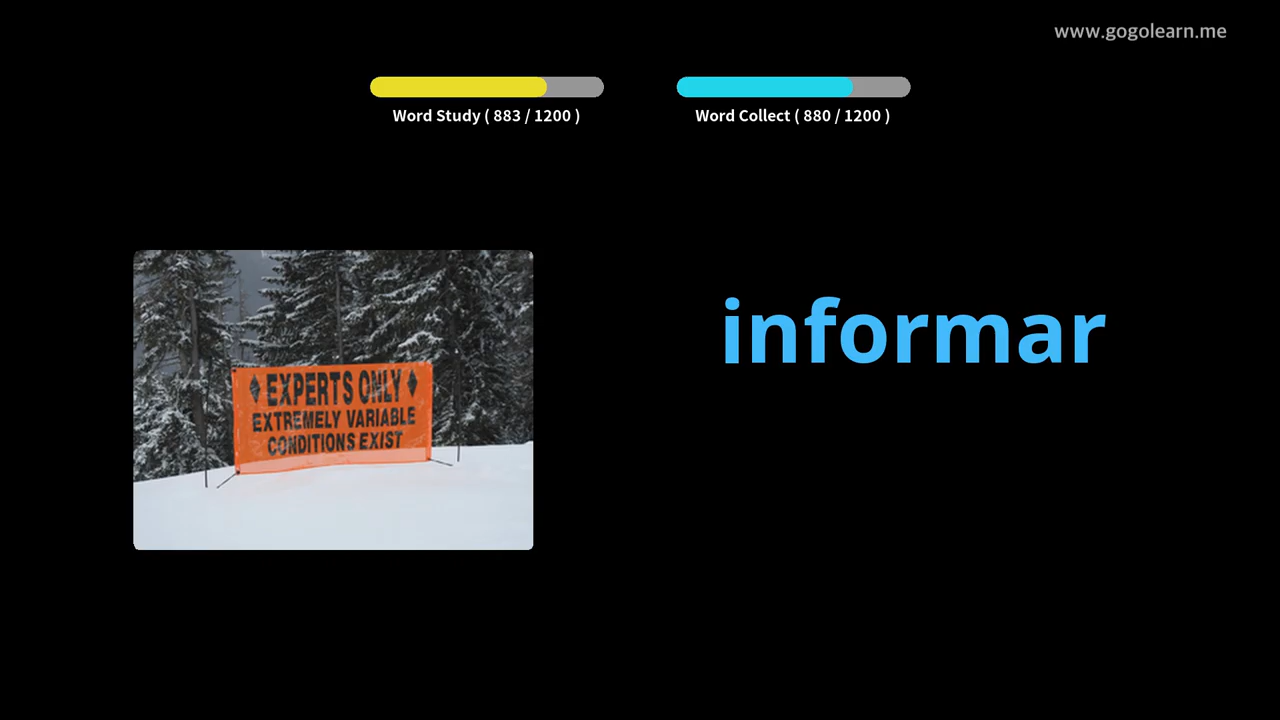 www.gogolearn.me
Word Study ( 883 / 1200 )
Word Collect ( 880 / 1200 )
informar
EXPERTS ONLY
EXTREMELY VARIABLE
CONDITIONS EXIST